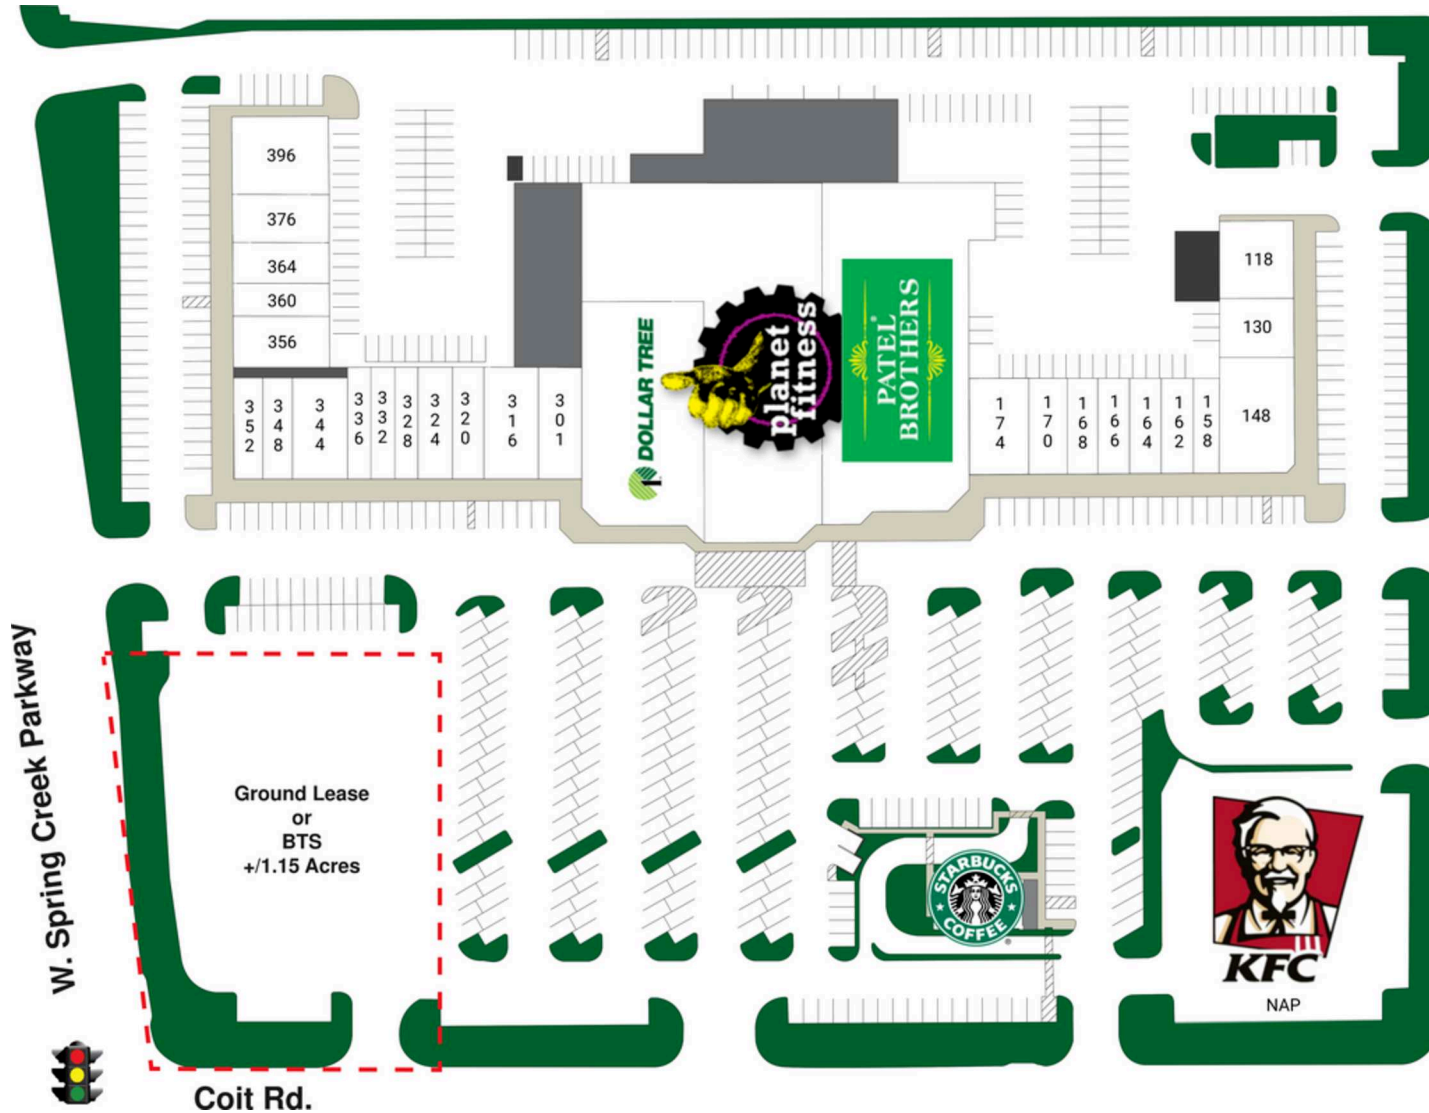 396
376
364
360
356
352
348
344
336
332
328
324
320
316
301
DOLLAR TREE
1
planet
fitness
PATEL
BROTHERS
®
118
130
148
174
170
168
166
164
162
158
W. Spring Creek Parkway
Ground Lease
or
BTS
+/1.15 Acres
STARBUCKS
COFFEE
®
KFC
NAP
Coit Rd.